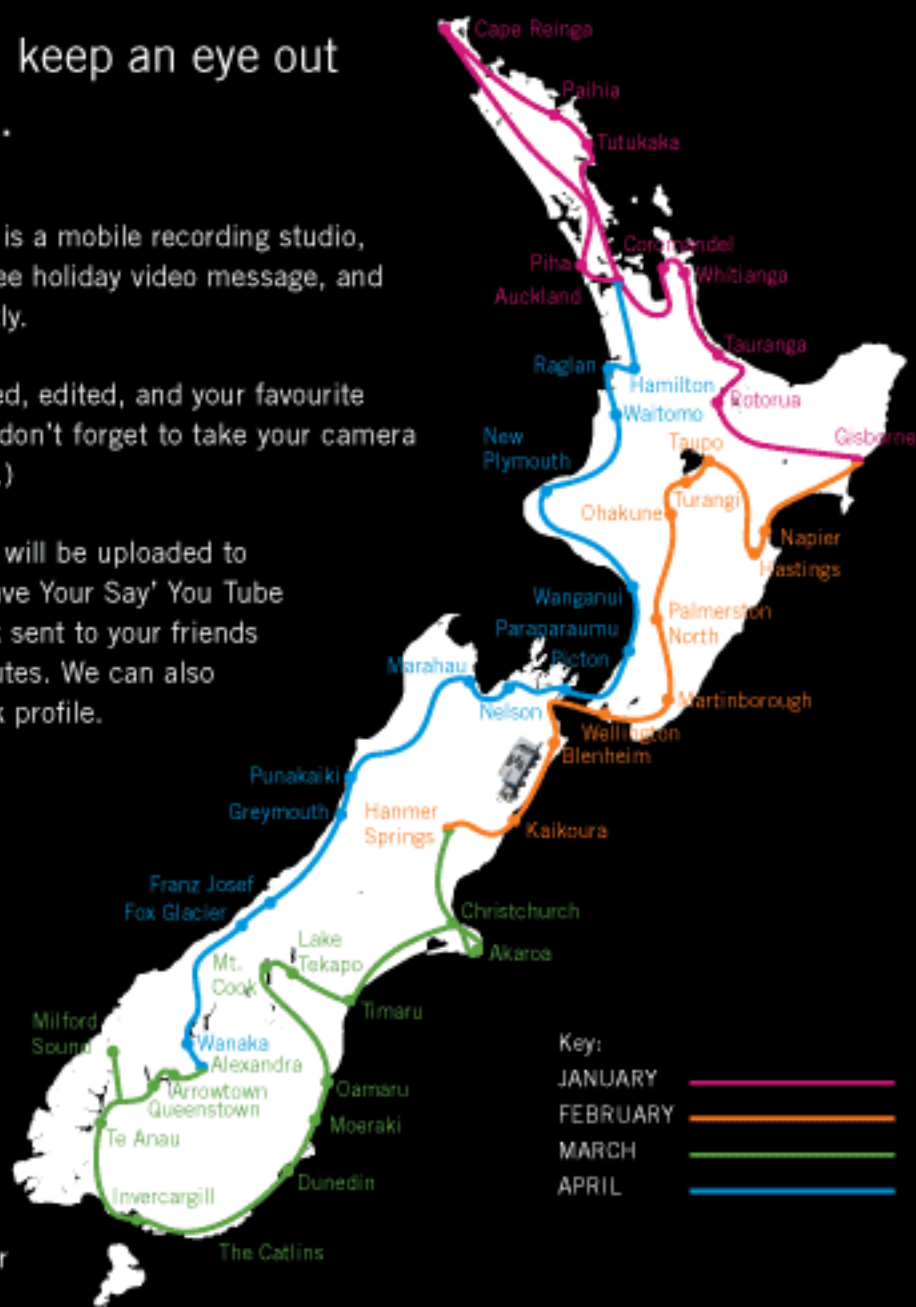 keep an eye out
.
is a mobile recording studio,
ee holiday video message, and
ly.
ed, edited, and your favourite
don't forget to take your camera
.)
will be uploaded to
ave Your Say' You Tube
t sent to your friends
utes. We can also
k profile.
r
Cape Reinga
Paihia
Tutukaka
Coromandel
Piha
Whitianga
Auckland
Tauranga
Raglan
Hamilton
Rotorua
Waitomo
New
Plymouth
Taupo
Gisborne
Turangi
Ohakune
Napier
Hastings
Wanganui
Palmerston
North
Paraparaumu
Picton
Marahau
Martinborough
Nelson
Wellington
Blenheim
Punakaiki
Greymouth
Hanmer
Springs
Kaikoura
Franz Josef
Fox Glacier
Christchurch
Akaroa
Lake
Tekapo
Mt.
Cook
Timaru
Milford
Sound
Wanaka
Alexandra
Arrowtown
Queenstown
Oamaru
Moeraki
Te Anau
Dunedin
Invercargill
The Catlins
Key:
JANUARY
FEBRUARY
MARCH
APRIL